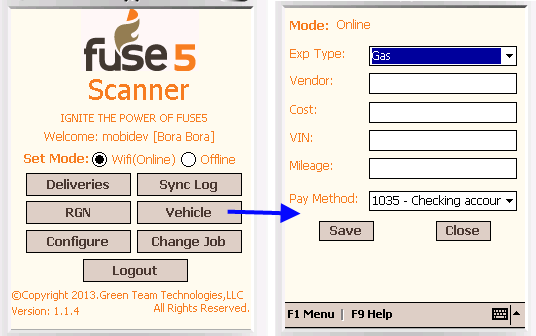 fuse5
Scanner
IGNITE THE POWER OF FUSE5
Welcome: mobidev [Bora Bora]
Set Mode: Wifi(Online) Offline
Deliveries Sync Log
RGN Vehicle
Configure Change Job
Logout
©Copyright 2013.Green Team Technologies,LLC
All Rights Reserved.
Version: 1.1.4
Mode: Online
Exp Type: Gas
Vendor:
Cost:
VIN:
Mileage:
Pay Method: 1035 - Checking accour
Save Close
F1 Menu | F9 Help